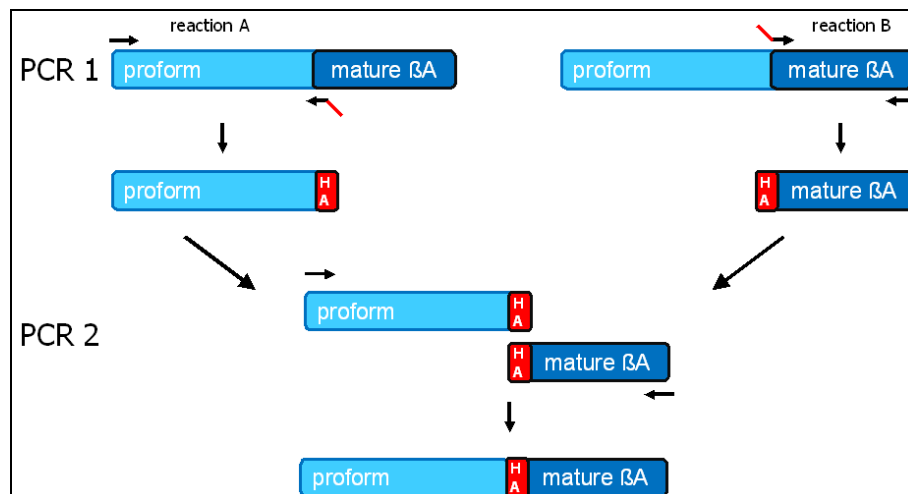 reaction A
reaction B
PCR 1
proform
mature ßA
proform
mature ßA
proform
H
A
H
A
mature ßA
PCR 2
proform
H
A
H
A
mature ßA
proform
H
A
mature ßA